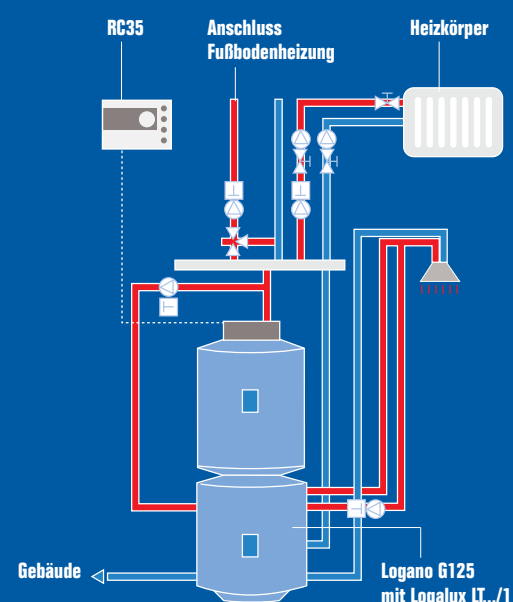 RC35
Anschluss
Fußbodenheizung
Heizkörper
Gebäude
Logano G125
mit Logalux LT.../1